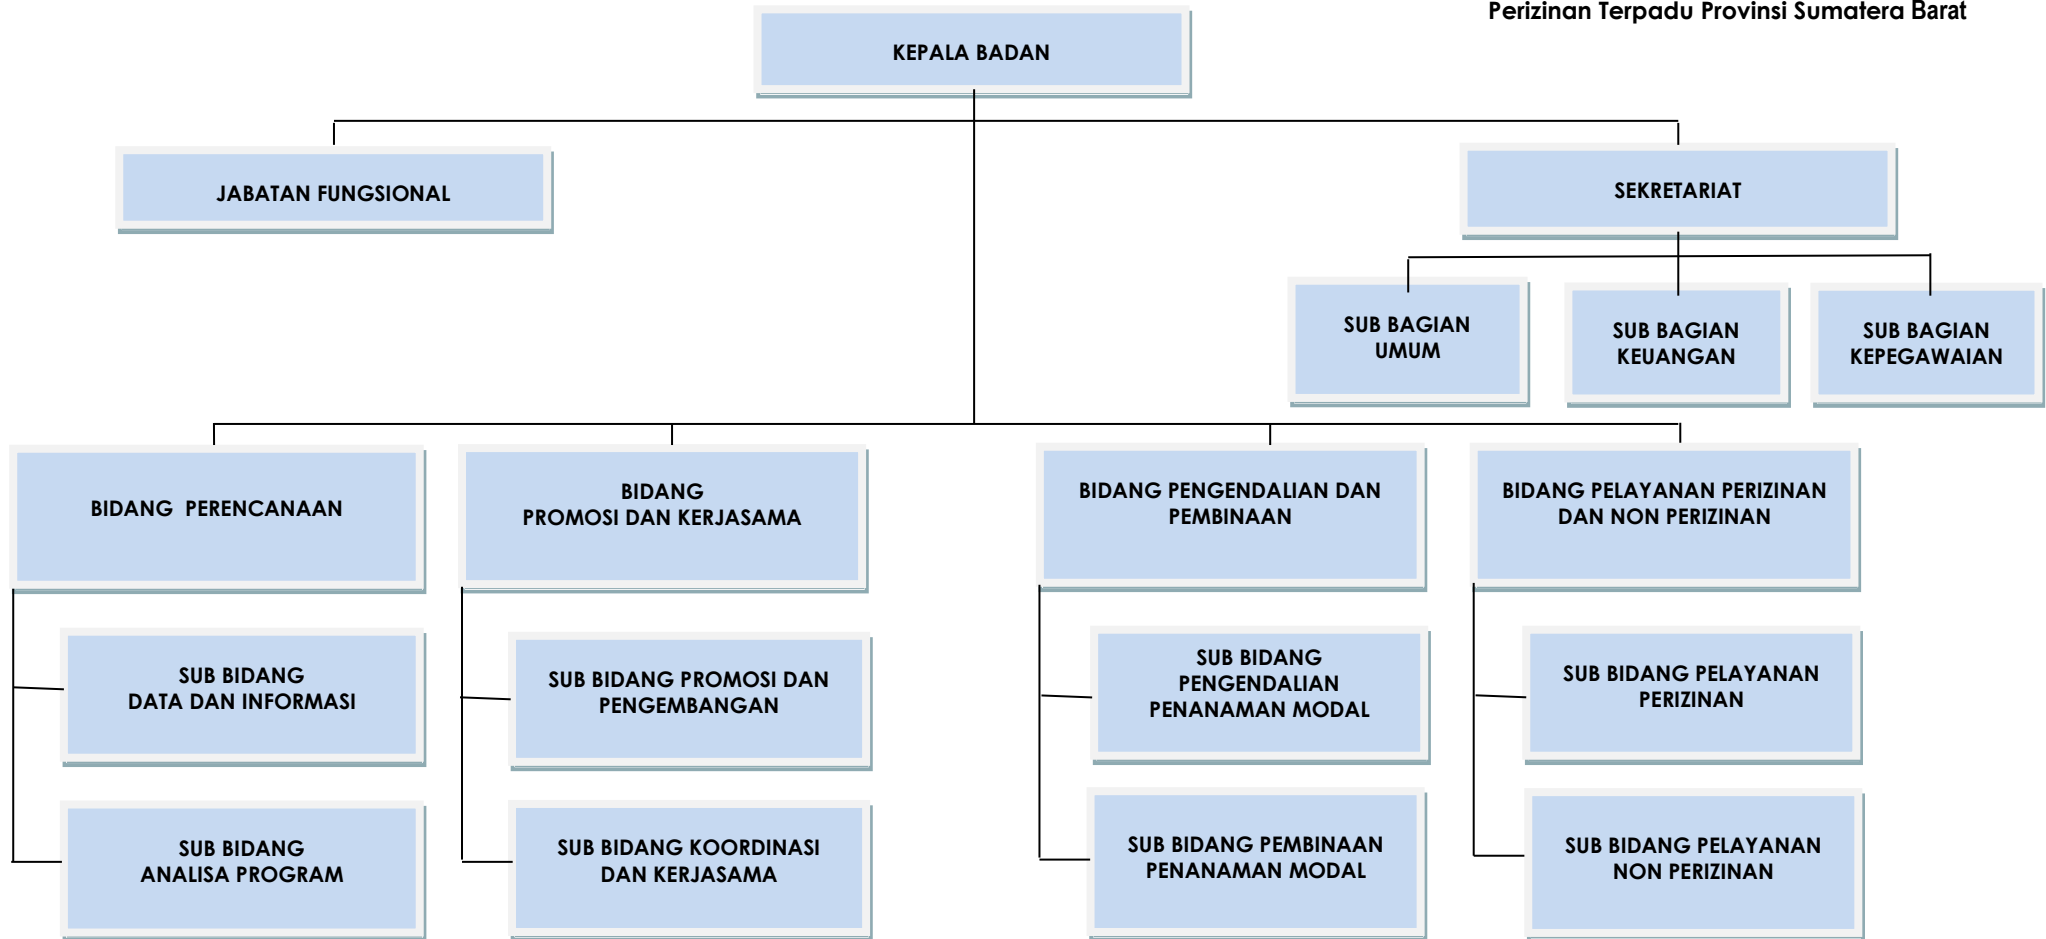 Perizinan Terpadu Provinsi Sumatera Barat
KEPALA BADAN
JABATAN FUNGSIONAL
SEKRETARIAT
SUB BAGIAN
UMUM
SUB BAGIAN
KEUANGAN
SUB BAGIAN
KEPEGAWAIAN
BIDANG  PERENCANAAN
BIDANG
PROMOSI DAN KERJASAMA
BIDANG PENGENDALIAN DAN
PEMBINAAN
BIDANG PELAYANAN PERIZINAN
DAN NON PERIZINAN
SUB BIDANG
DATA DAN INFORMASI
SUB BIDANG PROMOSI DAN
PENGEMBANGAN
SUB BIDANG
PENGENDALIAN
PENANAMAN MODAL
SUB BIDANG PELAYANAN
PERIZINAN
SUB BIDANG
ANALISA PROGRAM
SUB BIDANG KOORDINASI
DAN KERJASAMA
SUB BIDANG PEMBINAAN
PENANAMAN MODAL
SUB BIDANG PELAYANAN
NON PERIZINAN